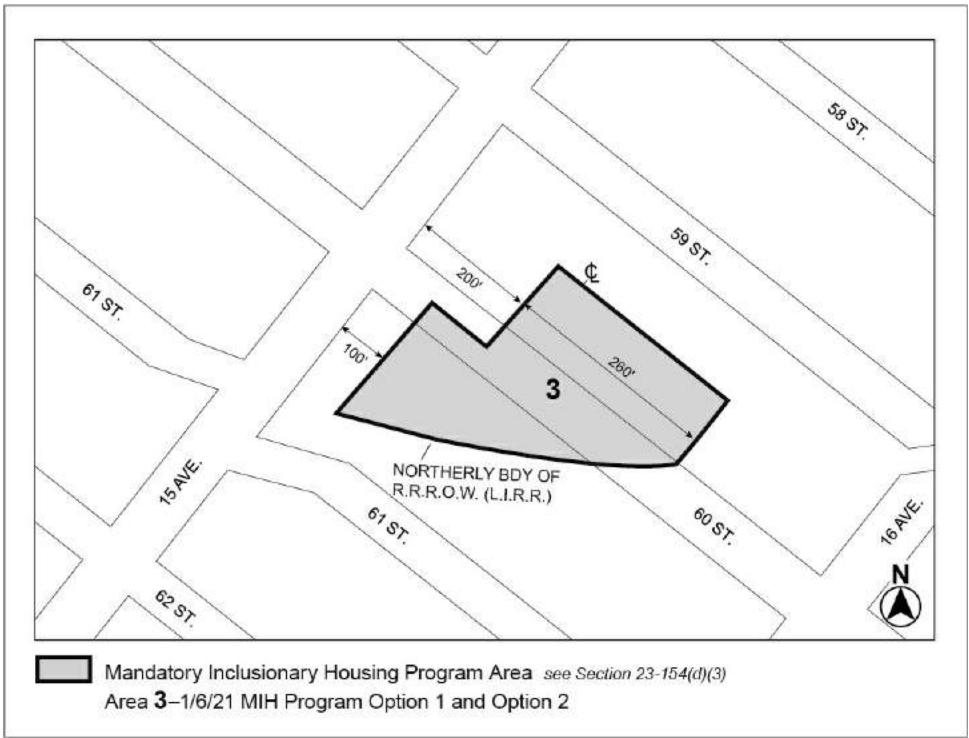 58 ST.
59 ST.
200'
℄
61 ST.
100'
260'
3
NORTHERLY BDY OF
R.R.R.O.W. (L.I.R.R.)
15 AVE.
61 ST.
60 ST.
16 AVE.
62 ST.
N
Mandatory Inclusionary Housing Program Area see Section 23-154(d)(3)
Area 3–1/6/21 MIH Program Option 1 and Option 2